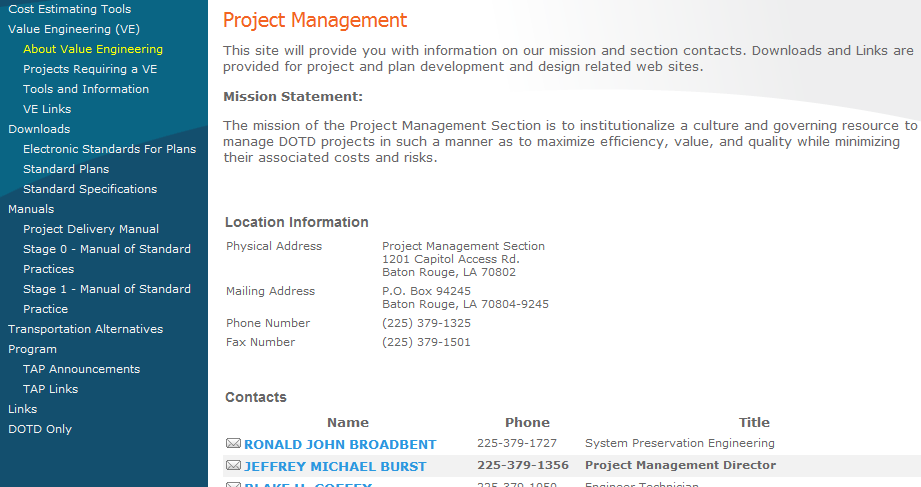 Cost Estimating Tools
Value Engineering (VE)
About Value Engineering
Projects Requiring a VE
Tools and Information
VE Links
Downloads
Electronic Standards For Plans
Standard Plans
Standard Specifications
Manuals
Project Delivery Manual
Stage 0 - Manual of Standard
Practices
Stage 1 - Manual of Standard
Practice
Transportation Alternatives
Program
TAP Announcements
TAP Links
Links
DOTD Only
Project Management
This site will provide you with information on our mission and section contacts. Downloads and Links are
provided for project and plan development and design related web sites.
Mission Statement:
The mission of the Project Management Section is to institutionalize a culture and governing resource to
manage DOTD projects in such a manner as to maximize efficiency, value, and quality while minimizing
their associated costs and risks.
Location Information
Physical Address Project Management Section
1201 Capitol Access Rd.
Baton Rouge, LA 70802
Mailing Address P.O. Box 94245
Baton Rouge, LA 70804-9245
Phone Number (225) 379-1325
Fax Number (225) 379-1501
Contacts
Name Phone Title
RONALD JOHN BROADBENT 225-379-1727 System Preservation Engineering
JEFFREY MICHAEL BURST 225-379-1356 Project Management Director
BLAKE H. COFFEY 225-379-1050 Engineer Technician